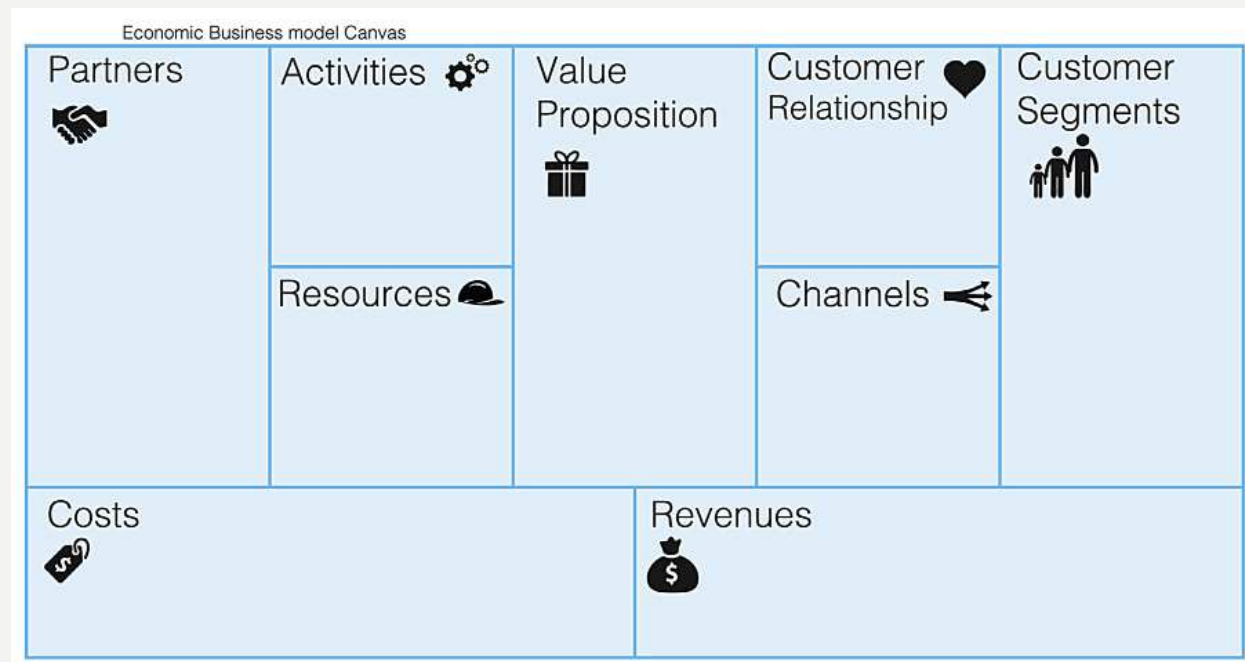 Economic Business model Canvas
Partners
Activities
Value
Proposition
Customer
Relationship
Customer
Segments
Resources
Channels
Costs
$
Revenues
$